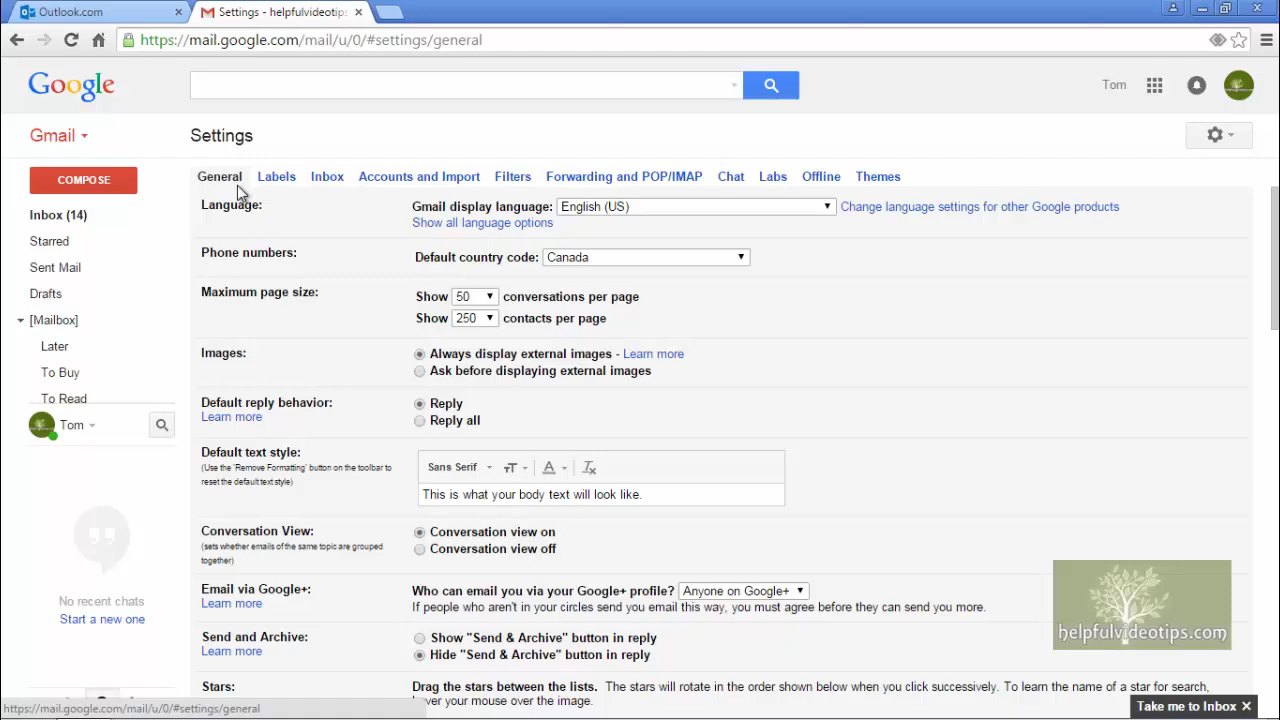 Outlook.com
Settings - helpfulvideotips
https://mail.google.com/mail/u/0/#settings/general
Google
Tom
Gmail
Settings
COMPOSE
General Labels Inbox Accounts and Import Filters Forwarding and POP/IMAP Chat Labs Offline Themes
Inbox (14)
Starred
Sent Mail
Drafts
[Mailbox]
Later
To Buy
To Read
Tom
No recent chats
Start a new one
Language:
Gmail display language: English (US) Change language settings for other Google products
Show all language options
Phone numbers:
Default country code: Canada
Maximum page size:
Show 50 conversations per page
Show 250 contacts per page
Images:
Always display external images - Learn more
Ask before displaying external images
Default reply behavior:
Learn more
Reply
Reply all
Default text style:
(Use the 'Remove Formatting' button on the toolbar to
reset the default text style)
Sans Serif
This is what your body text will look like.
Conversation View:
(sets whether emails of the same topic are grouped
together)
Conversation view on
Conversation view off
Email via Google+:
Learn more
Who can email you via your Google+ profile? Anyone on Google+
If people who aren't in your circles send you email this way, you must agree before they can send you more.
Send and Archive:
Learn more
Show "Send & Archive" button in reply
Hide "Send & Archive" button in reply
Stars:
Drag the stars between the lists. The stars will rotate in the order shown below when you click successively. To learn the name of a star for search,
hover your mouse over the image.
helpfulvideotips.com
Take me to Inbox
https://mail.google.com/mail/u/0/#settings/general